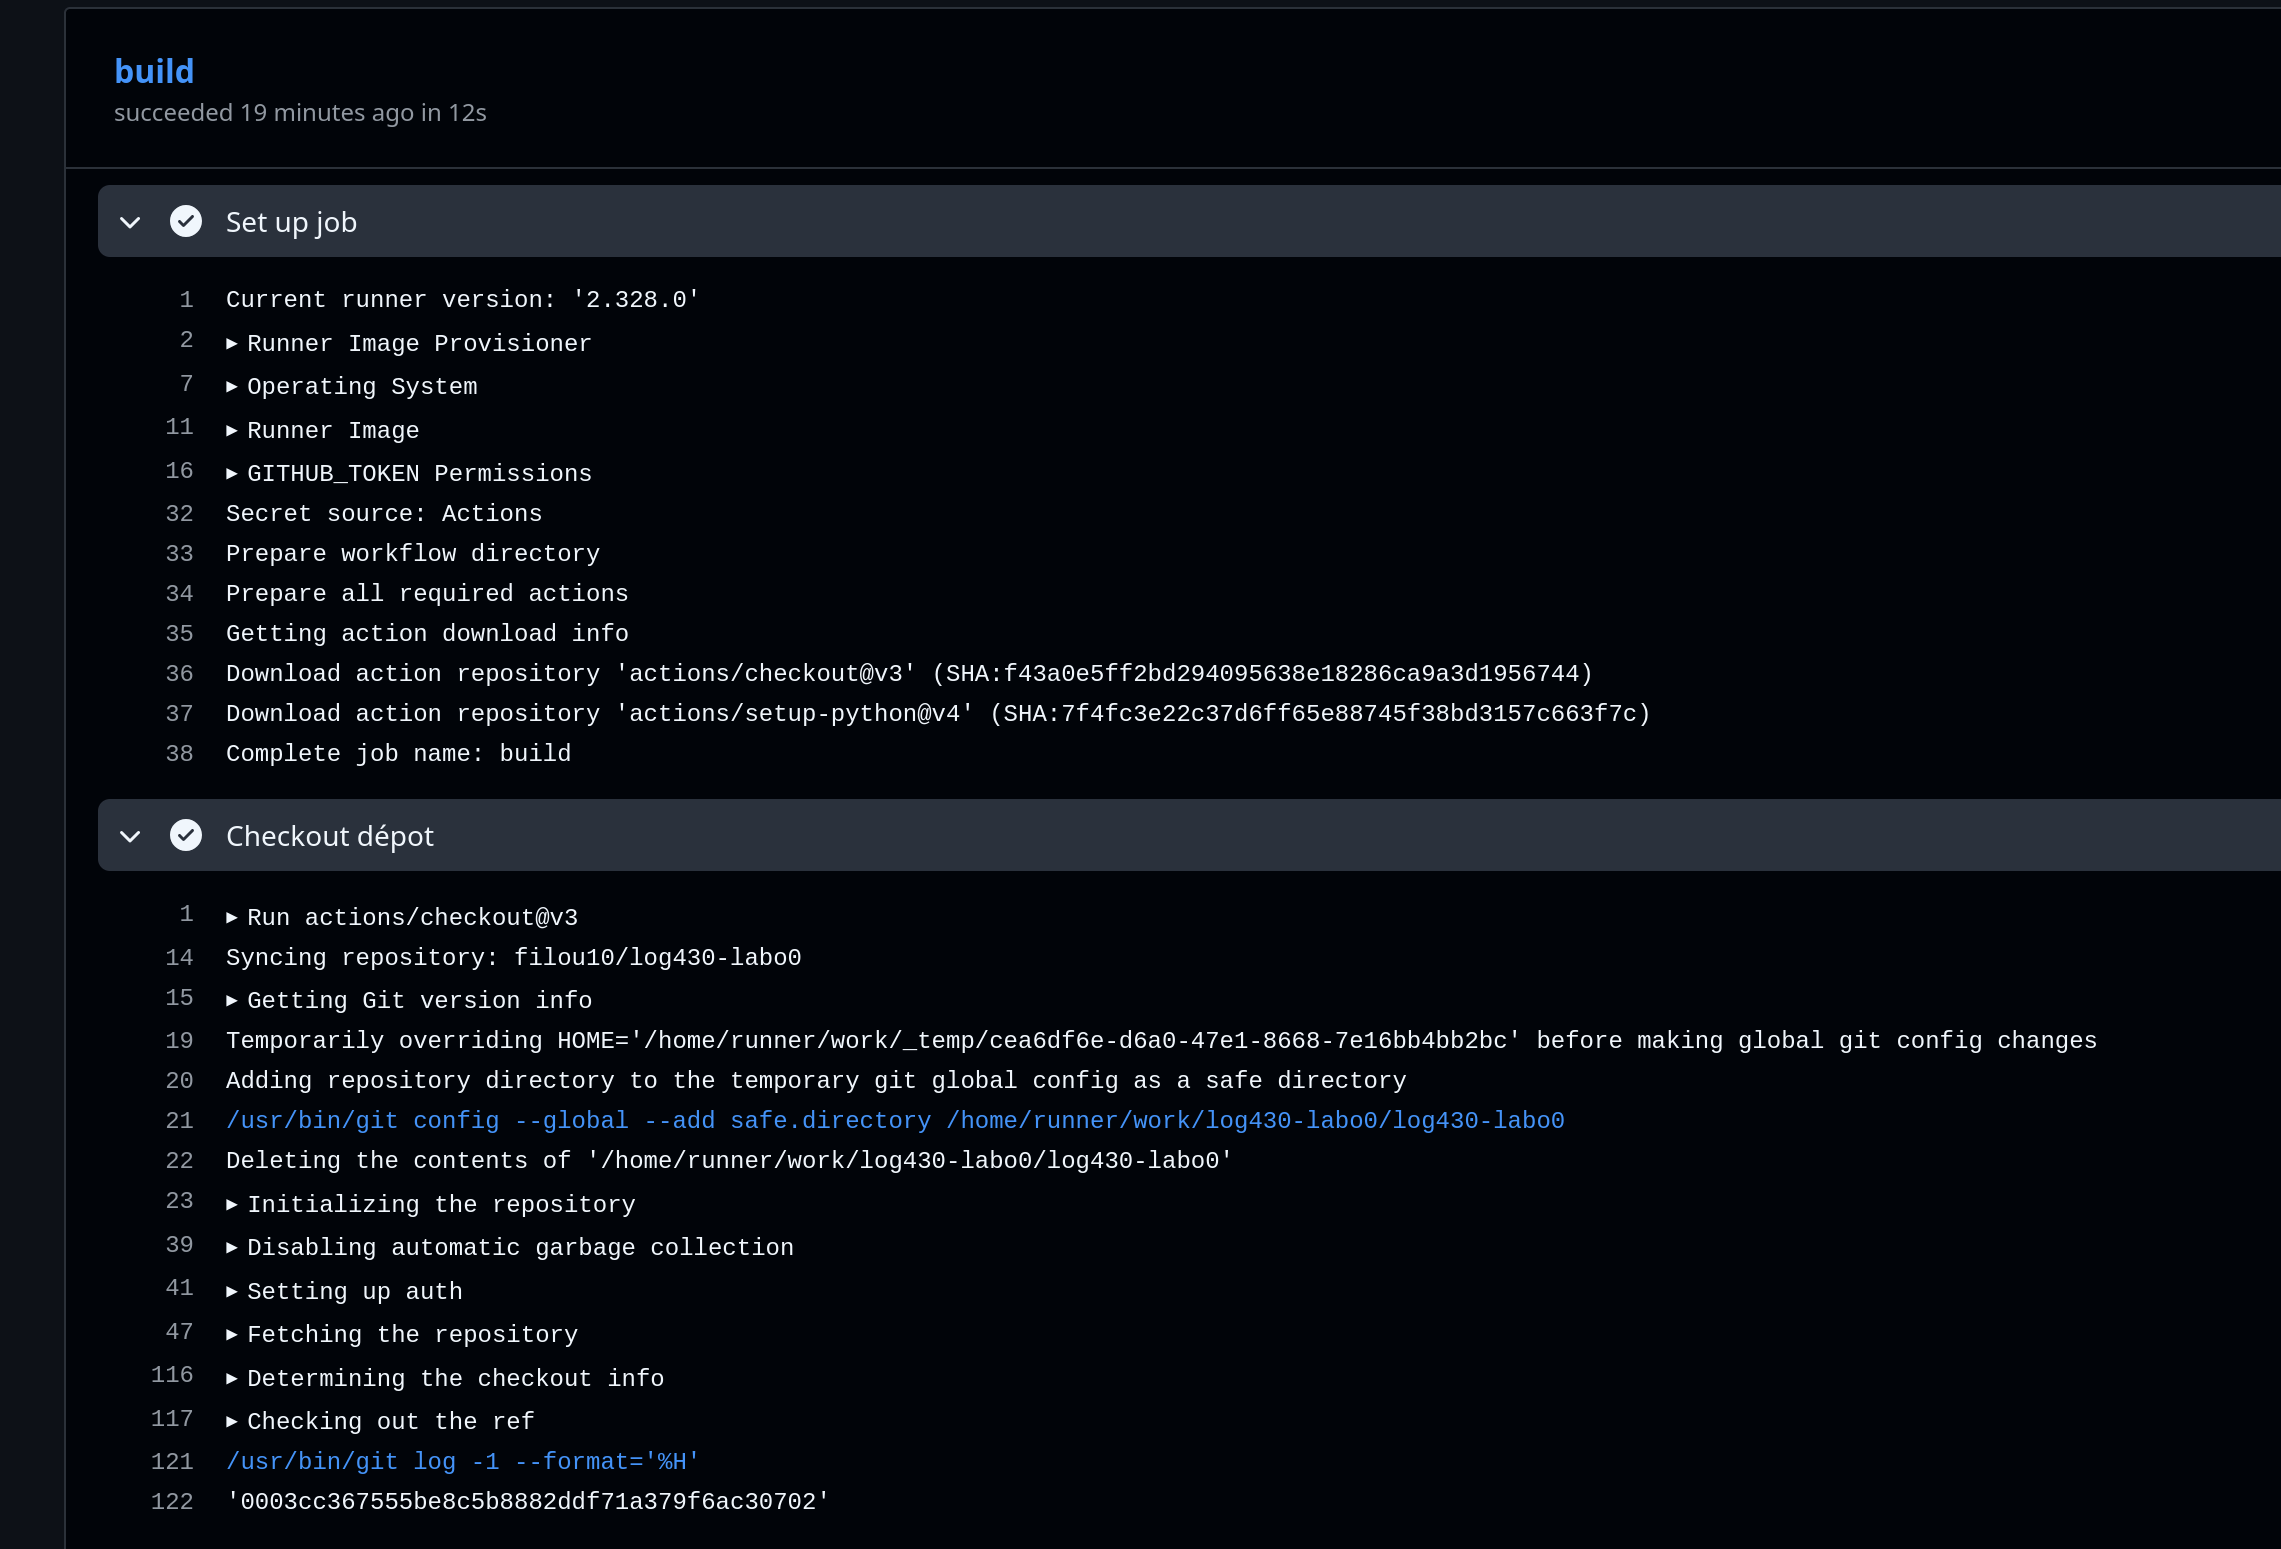 build
succeeded 19 minutes ago in 12s
Set up job
1 Current runner version: '2.328.0'
2 ▶ Runner Image Provisioner
7 ▶ Operating System
11 ▶ Runner Image
16 ▶ GITHUB_TOKEN Permissions
32 Secret source: Actions
33 Prepare workflow directory
34 Prepare all required actions
35 Getting action download info
36 Download action repository 'actions/checkout@v3' (SHA:f43a0e5ff2bd294095638e18286ca9a3d1956744)
37 Download action repository 'actions/setup-python@v4' (SHA:7f4fc3e22c37d6ff65e88745f38bd3157c663f7c)
38 Complete job name: build
Checkout dépot
1 ▶ Run actions/checkout@v3
14 Syncing repository: filou10/log430-labo0
15 ▶ Getting Git version info
19 Temporarily overriding HOME='/home/runner/work/_temp/cea6df6e-d6a0-47e1-8668-7e16bb4bb2bc' before making global git config changes
20 Adding repository directory to the temporary git global config as a safe directory
21 /usr/bin/git config --global --add safe.directory /home/runner/work/log430-labo0/log430-labo0
22 Deleting the contents of '/home/runner/work/log430-labo0/log430-labo0'
23 ▶ Initializing the repository
39 ▶ Disabling automatic garbage collection
41 ▶ Setting up auth
47 ▶ Fetching the repository
116 ▶ Determining the checkout info
117 ▶ Checking out the ref
121 /usr/bin/git log -1 --format='%H'
122 '0003cc367555be8c5b8882ddf71a379f6ac30702'